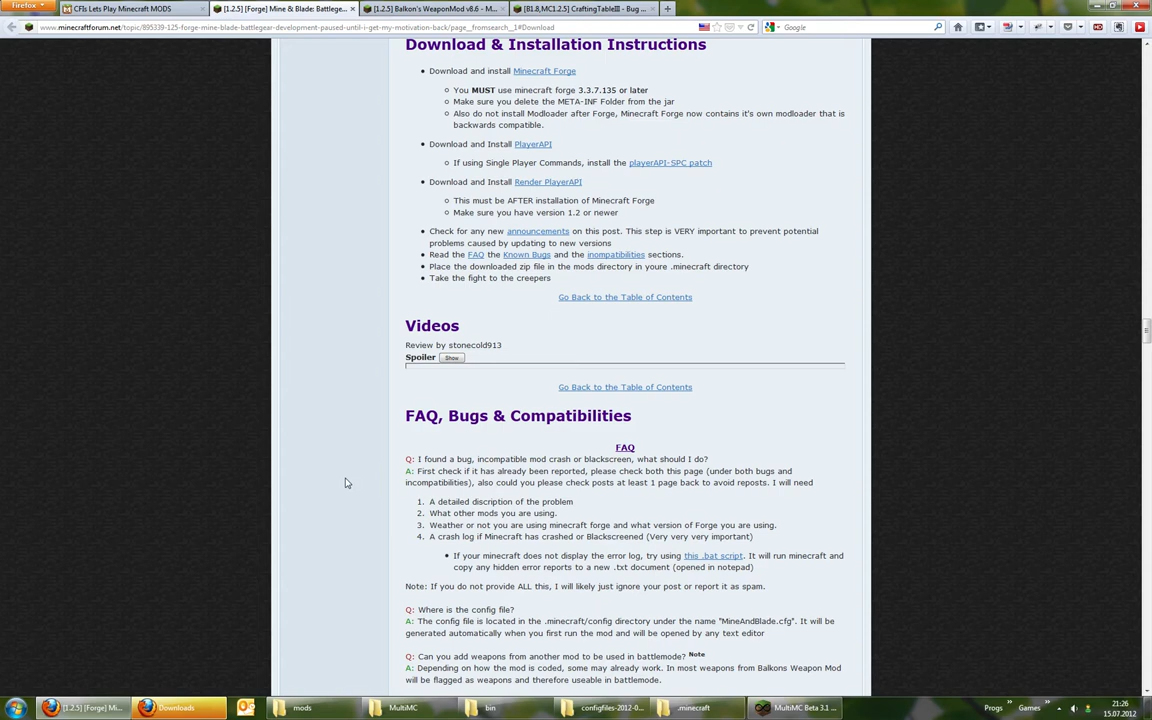 Firefox
CFIs Lets Play Minecraft MODS
[1.2.5] [Forge] Mine & Blade: Battlege...
[1.2.5] Balkon's WeaponMod v8.6 - M...
[B1.8,MC1.2.5] CraftingTableIII - Bug ...
www.minecraftforum.net/topic/895339-125-forge-mine-blade-battlegear-development-paused-until-i-get-my-motivation-back/page__fromsearch__1#Download
Google
Download & Installation Instructions
Download and install Minecraft Forge
You MUST use minecraft forge 3.3.7.135 or later
Make sure you delete the META-INF Folder from the jar
Also do not install Modloader after Forge, Minecraft Forge now contains it's own modloader that is
backwards compatible.
Download and Install PlayerAPI
If using Single Player Commands, install the playerAPI-SPC patch
Download and Install Render PlayerAPI
This must be AFTER installation of Minecraft Forge
Make sure you have version 1.2 or newer
Check for any new announcements on this post. This step is VERY important to prevent potential
problems caused by updating to new versions
Read the FAQ the Known Bugs and the inompatibilities sections.
Place the downloaded zip file in the mods directory in youre .minecraft directory
Take the fight to the creepers
Go Back to the Table of Contents
Videos
Review by stonecold913
Spoiler Show
Go Back to the Table of Contents
FAQ, Bugs & Compatibilities
FAQ
Q: I found a bug, incompatible mod crash or blackscreen, what should I do?
A: First check if it has already been reported, please check both this page (under both bugs and
incompatibilities), also could you please check posts at least 1 page back to avoid reposts. I will need
1. A detailed discription of the problem
2. What other mods you are using.
3. Weather or not you are using minecraft forge and what version of Forge you are using.
4. A crash log if Minecraft has crashed or Blackscreened (Very very very important)
If your minecraft does not display the error log, try using this .bat script. It will run minecraft and
copy any hidden error reports to a new .txt document (opened in notepad)
Note: If you do not provide ALL this, I will likely just ignore your post or report it as spam.
Q: Where is the config file?
A: The config file is located in the .minecraft/config directory under the name "MineAndBlade.cfg". It will be
generated automatically when you first run the mod and will be opened by any text editor
Q: Can you add weapons from another mod to be used in battlemode? Note
A: Depending on how the mod is coded, some may already work. In most weapons from Balkons Weapon Mod
will be flagged as weapons and therefore useable in battlemode.
[1.2.5] [Forge] Mi...
Downloads
mods
MultiMC
bin
configfiles-2012-0...
.minecraft
MultiMC Beta 3.1 ...
Progs
Games
21:26
15.07.2012